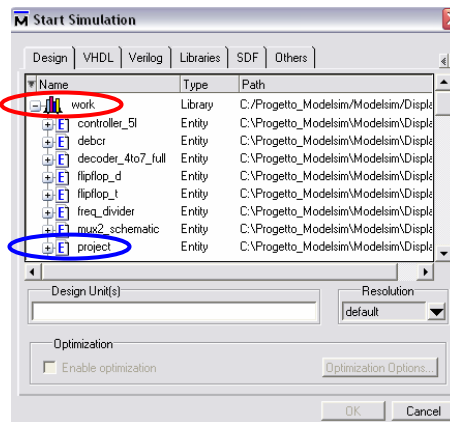 M Start Simulation
Design VHDL Verilog Libraries SDF Others
Name Type Path
work Library C:/Progetto_Modelsim/Modelsim/Displa
controller_5l Entity C:\Progetto_Modelsim\Modelsim\Displa
debcr Entity C:\Progetto_Modelsim\Modelsim\Displa
decoder_4to7_full Entity C:\Progetto_Modelsim\Modelsim\Displa
flipflop_d Entity C:\Progetto_Modelsim\Modelsim\Displa
flipflop_t Entity C:\Progetto_Modelsim\Modelsim\Displa
freq_divider Entity C:\Progetto_Modelsim\Modelsim\Displa
mux2_schematic Entity C:\Progetto_Modelsim\Modelsim\Displa
project Entity C:\Progetto_Modelsim\Modelsim\Displa
Design Unit(s) Resolution
default
Optimization
Enable optimization Optimization Options...
OK Cancel